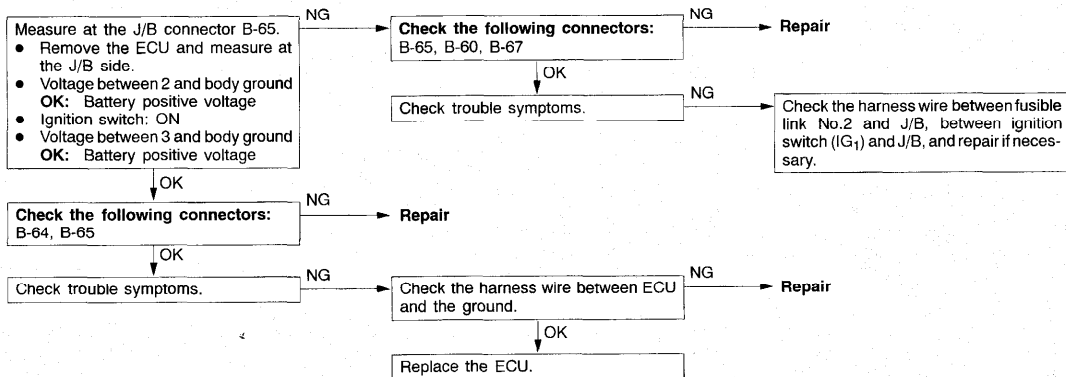 Measure at the J/B connector B-65.
● Remove the ECU and measure at
the J/B side.
● Voltage between 2 and body ground
OK: Battery positive voltage
● Ignition switch: ON
● Voltage between 3 and body ground
OK: Battery positive voltage
NG
Check the following connectors:
B-65, B-60, B-67
NG
Repair
OK
Check trouble symptoms.
NG
Check the harness wire between fusible
link No.2 and J/B, between ignition
switch (IG1) and J/B, and repair if neces-
sary.
OK
Check the following connectors:
B-64, B-65
NG
Repair
OK
Check trouble symptoms.
NG
Check the harness wire between ECU
and the ground.
NG
Repair
OK
Replace the ECU.